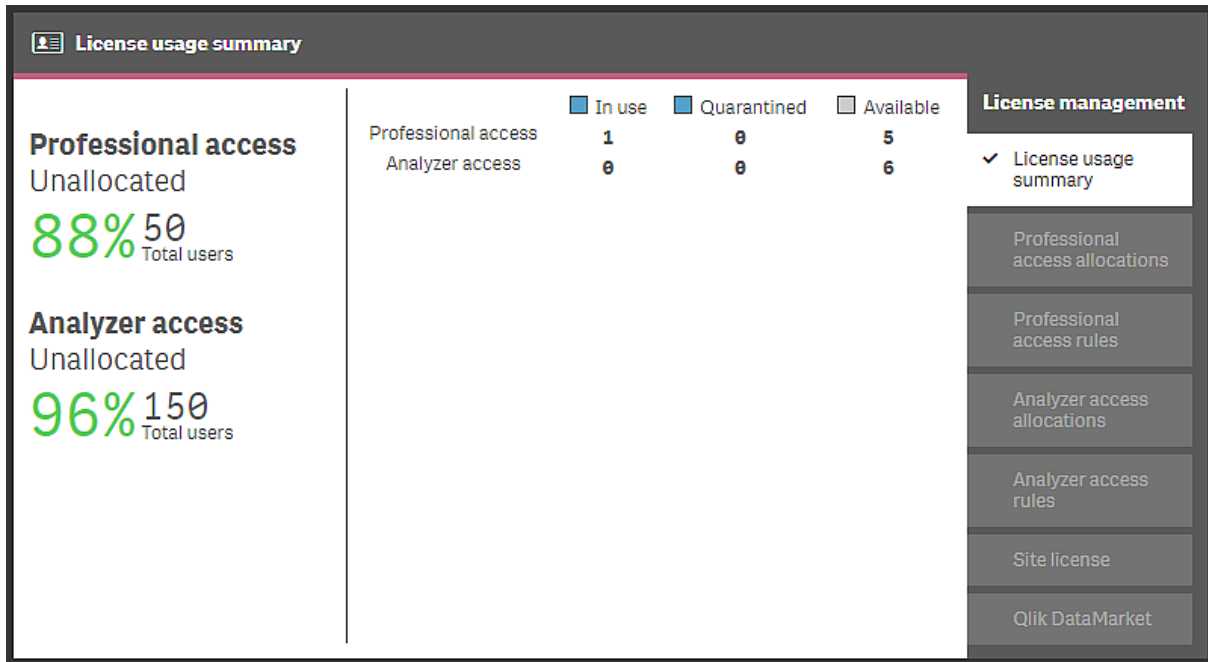 License usage summary
Professional access
Unallocated
88% 50
Total users
Analyzer access
Unallocated
96% 150
Total users
In use Quarantined Available
Professional access 1 0 5
Analyzer access 0 0 6
License management
License usage
summary
Professional
access allocations
Professional
access rules
Analyzer access
allocations
Analyzer access
rules
Site license
Qlik DataMarket